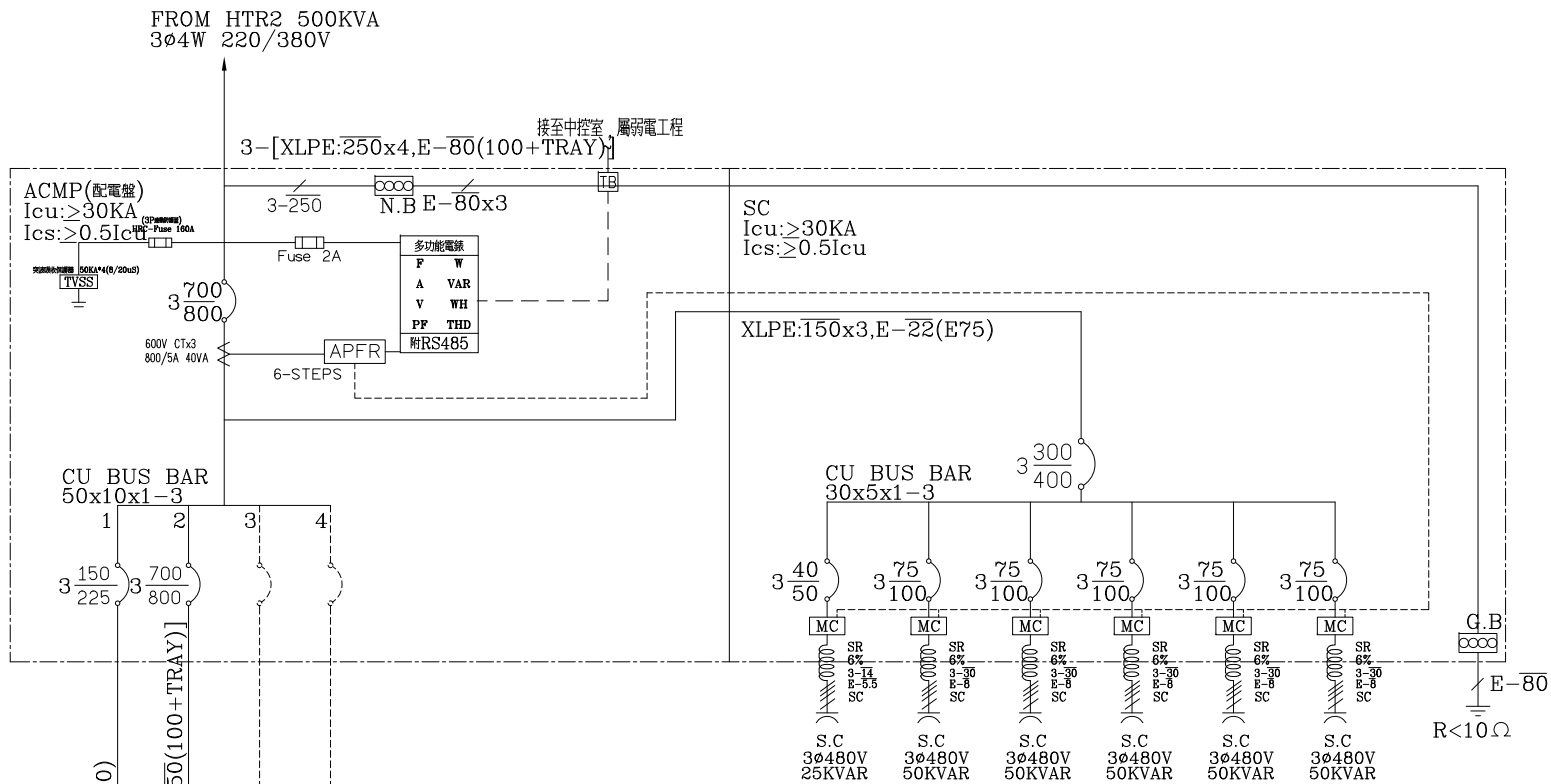 FROM HTR2 500KVA
3ø4W 220/380V
接至中控室，屬弱電工程
3-[XLPE:250x4,E-80(100+TRAY)]
ACMP(配電盤)
Icu:≥30KA
Ics:≥0.5Icu
HRC-Fuse 160A
50KA*4(8/20uS)
TVSS
3-250
N.B
E-80x3
TB
Fuse 2A
多功能電錶
F W
A VAR
V WH
PF THD
附RS485
3 700
800
600V CTx3
800/5A 40VA
APFR
6-STEPS
SC
Icu:≥30KA
Ics:≥0.5Icu
XLPE:150x3,E-22(E75)
CU BUS BAR
50x10x1-3
1 2 3 4
3 150
225
3 700
800
50(100+TRAY)]
0)
3 300
400
CU BUS BAR
30x5x1-3
3 40
50
3 75
100
3 75
100
3 75
100
3 75
100
3 75
100
MC MC MC MC MC MC
SR
6%
3-14
E-5.5
SC
SR
6%
3-30
E-8
SC
SR
6%
3-30
E-8
SC
SR
6%
3-30
E-8
SC
SR
6%
3-30
E-8
SC
SR
6%
3-30
E-8
SC
S.C
3ø480V
25KVAR
S.C
3ø480V
50KVAR
S.C
3ø480V
50KVAR
S.C
3ø480V
50KVAR
S.C
3ø480V
50KVAR
S.C
3ø480V
50KVAR
G.B
E-80
R<10Ω